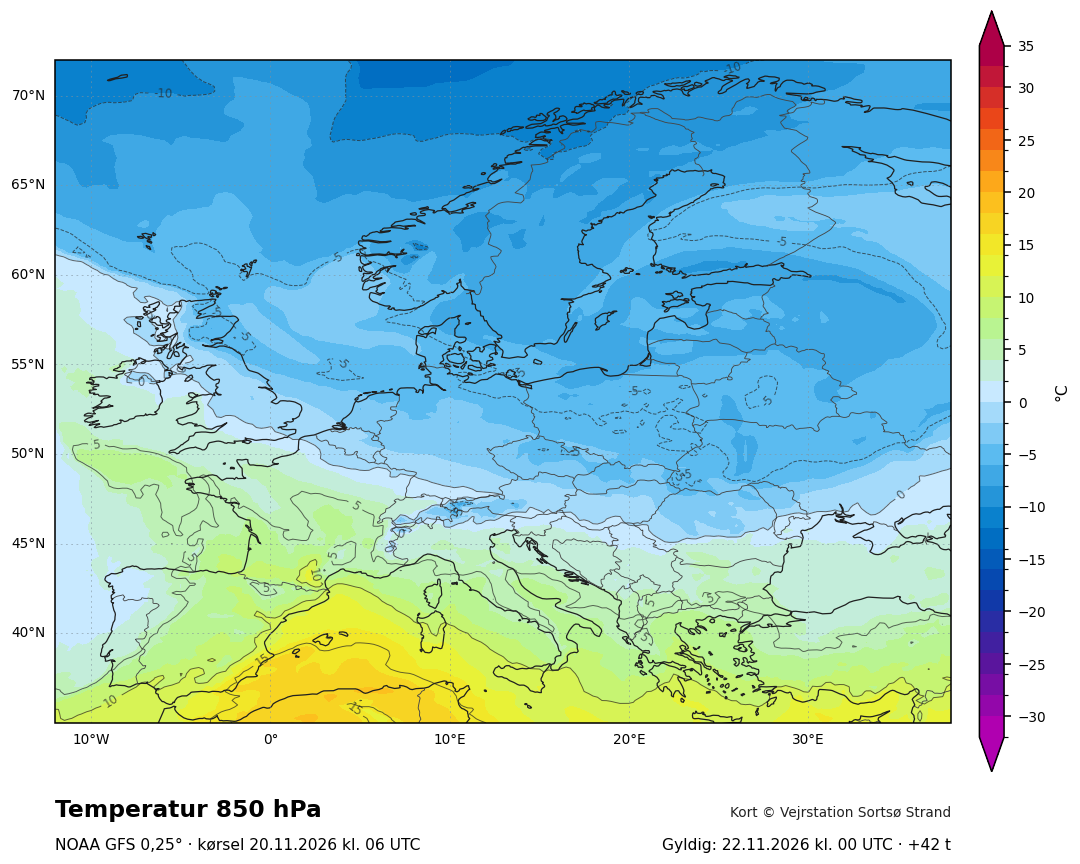 70°N
65°N
60°N
55°N
50°N
45°N
40°N
10°W
0°
10°E
20°E
30°E
35
30
25
20
15
10
5
0
−5
−10
−15
−20
−25
−30
°C
Temperatur 850 hPa
Kort © Vejrstation Sortsø Strand
NOAA GFS 0,25° · kørsel 20.11.2026 kl. 06 UTC
Gyldig: 22.11.2026 kl. 00 UTC · +42 t